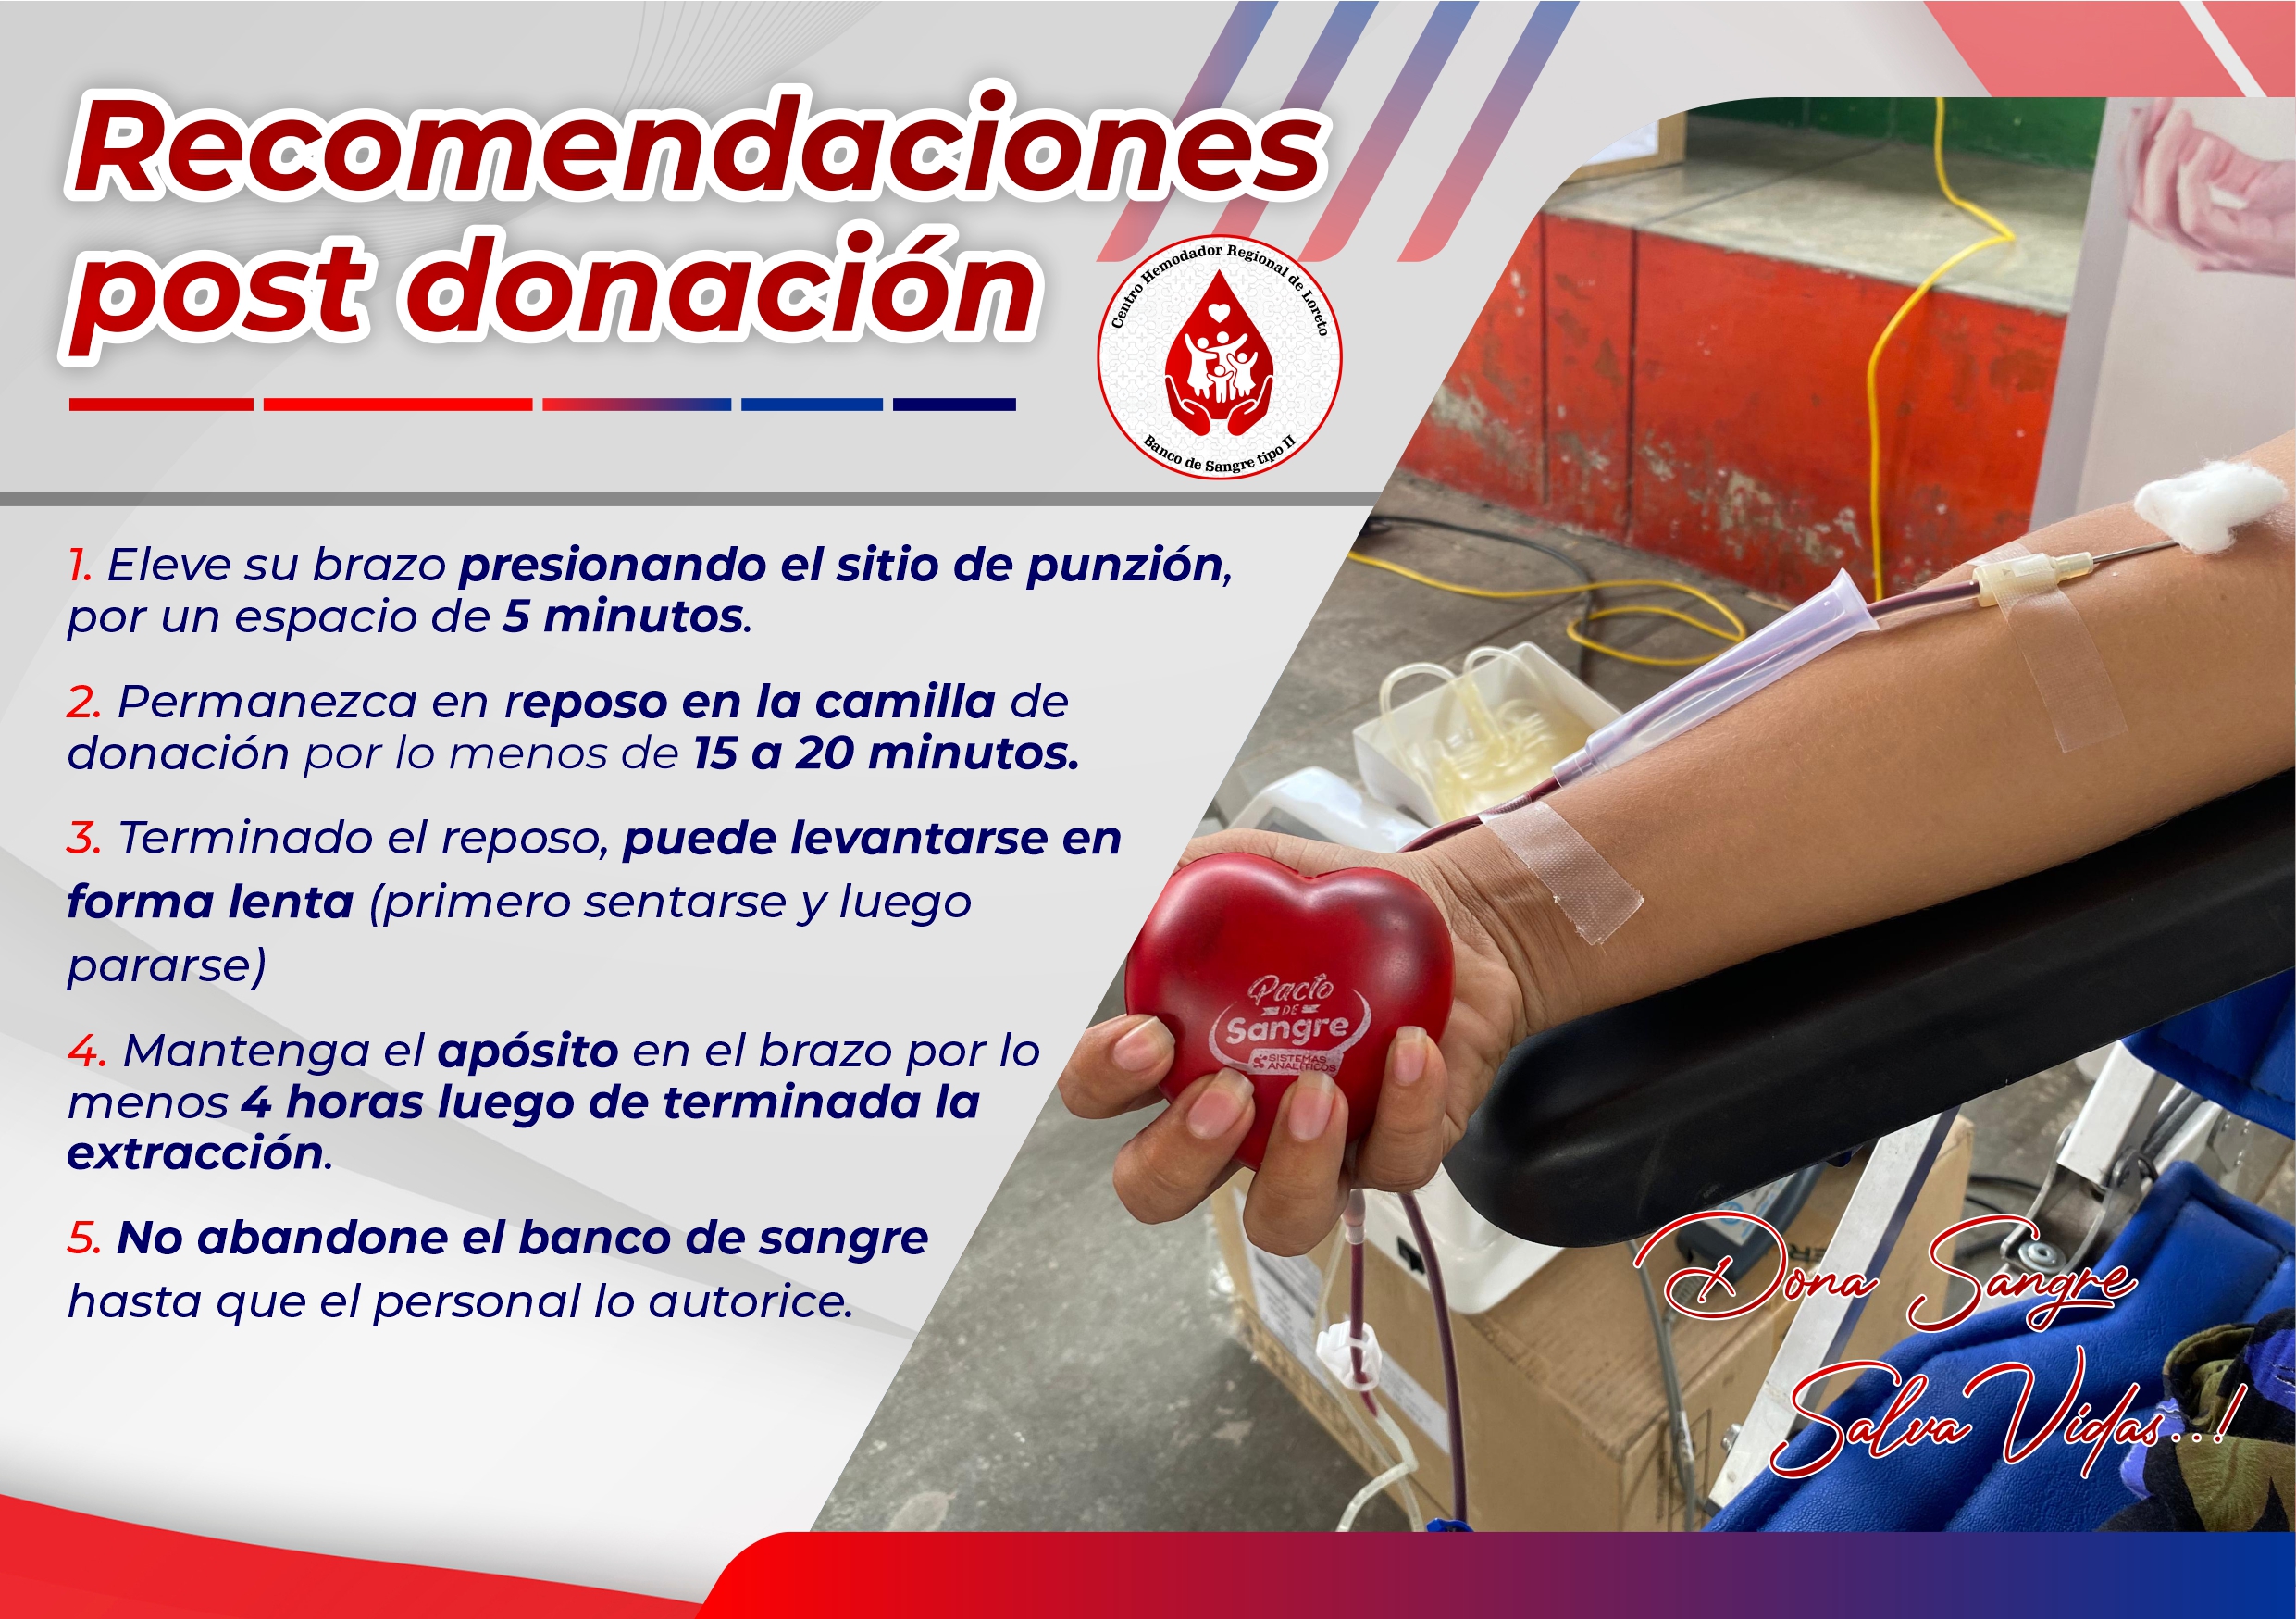 Recomendaciones
post donación
Centro Hemodador Regional de Loreto
Banco de Sangre tipo II
1. Eleve su brazo presionando el sitio de punzión,
por un espacio de 5 minutos.
2. Permanezca en reposo en la camilla de
donación por lo menos de 15 a 20 minutos.
3. Terminado el reposo, puede levantarse en
forma lenta (primero sentarse y luego
pararse)
4. Mantenga el apósito en el brazo por lo
menos 4 horas luego de terminada la
extracción.
5. No abandone el banco de sangre
hasta que el personal lo autorice.
Pacto
DE
Sangre
SISTEMAS
ANALÍTICOS
Dona Sangre
Salva Vidas...!